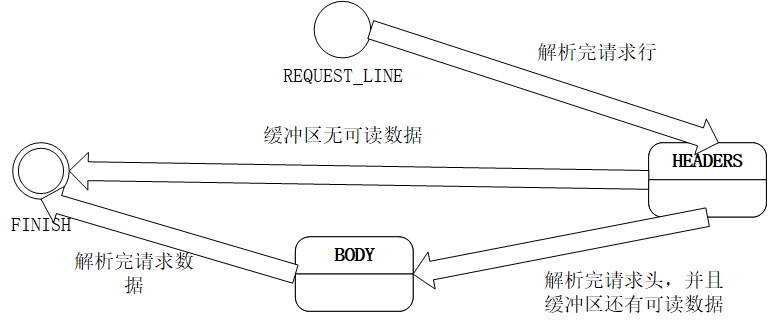 解析完请求行
REQUEST_LINE
缓冲区无可读数据
HEADERS
FINISH
BODY
解析完请求数
据
解析完请求头，并且
缓冲区还有可读数据